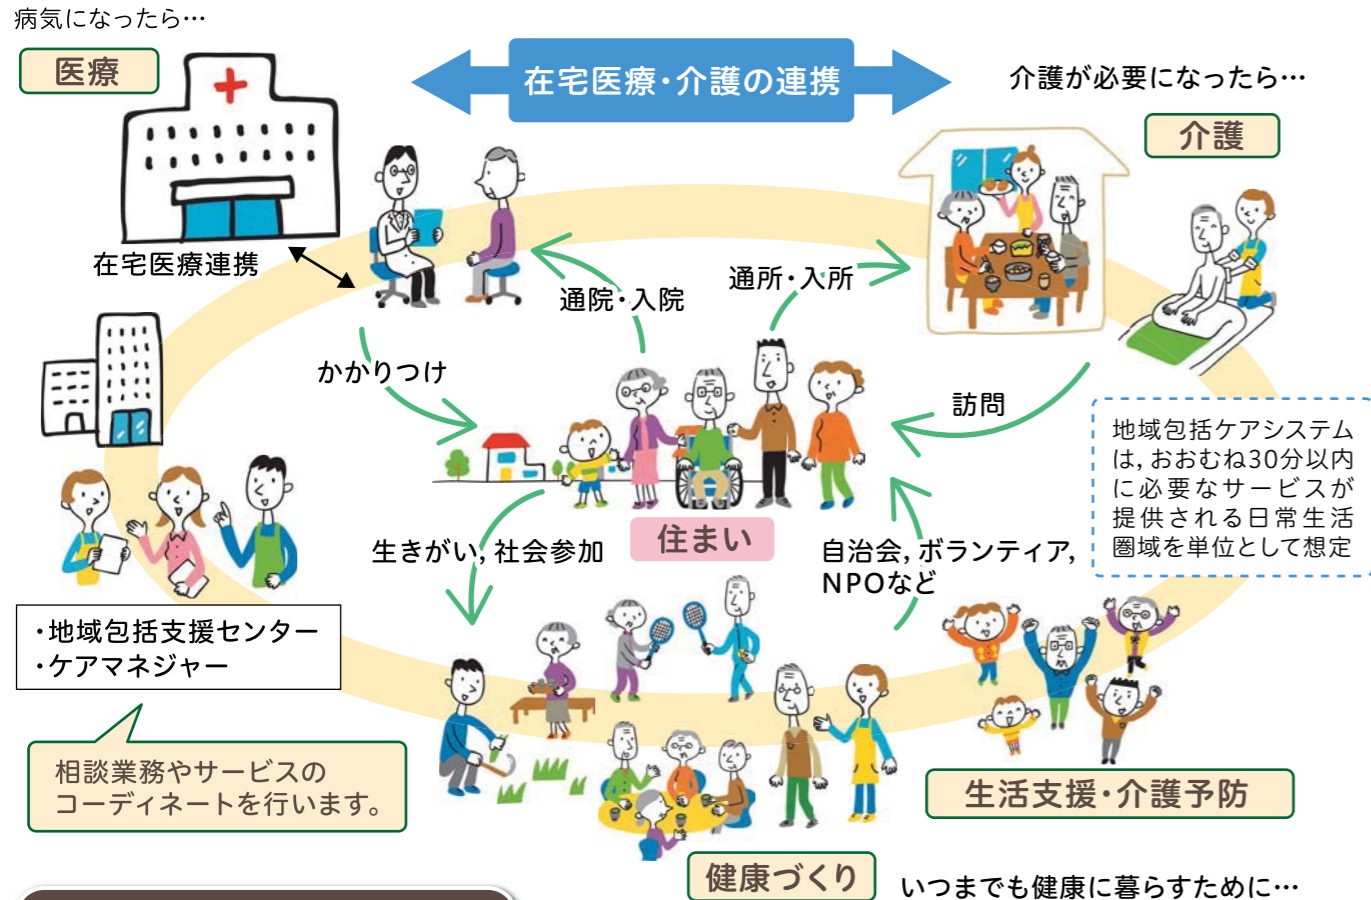 病気になったら…
医療
在宅医療・介護の連携
介護が必要になったら…
介護
在宅医療連携
通院・入院
通所・入所
かかりつけ
訪問
地域包括ケアシステム
は，おおむね30分以内
に必要なサービスが
提供される日常生活
圏域を単位として想定
住まい
生きがい，社会参加
自治会，ボランティア，
NPOなど
・地域包括支援センター
・ケアマネジャー
相談業務やサービスの
コーディネートを行います。
生活支援・介護予防
健康づくり
いつまでも健康に暮らすために…